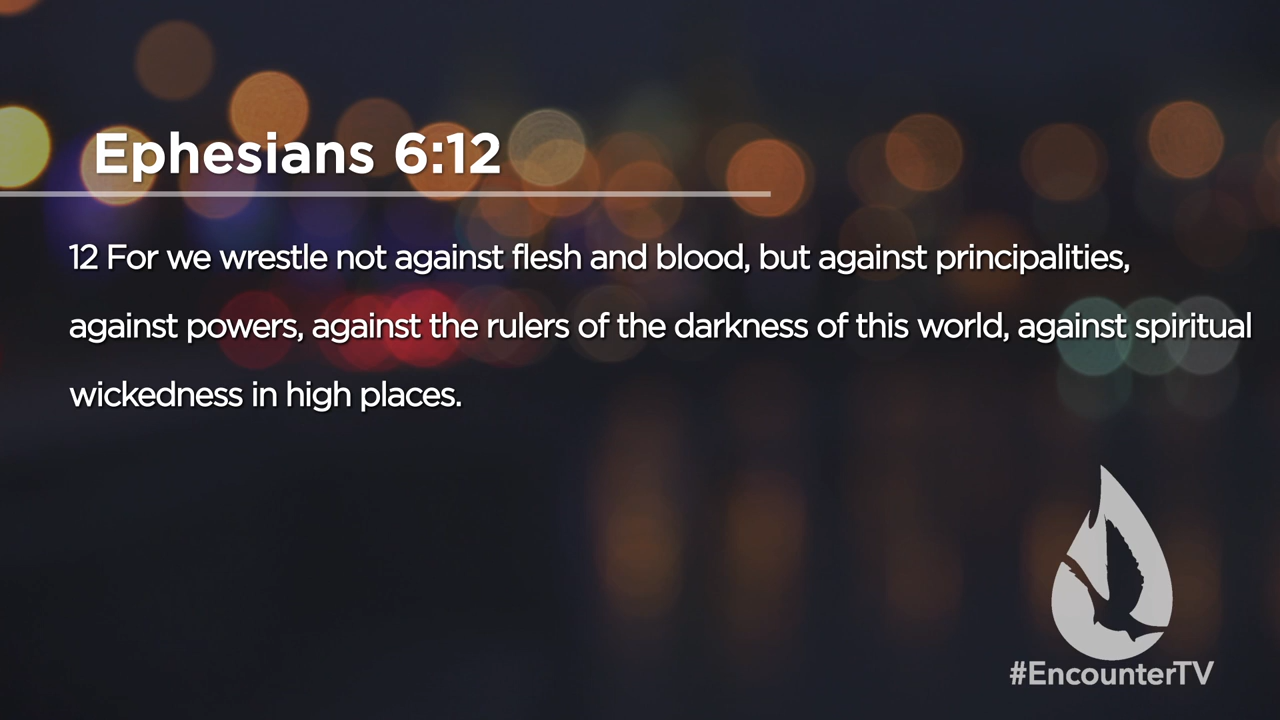 Ephesians 6:12
12 For we wrestle not against flesh and blood, but against principalities,
against powers, against the rulers of the darkness of this world, against spiritual
wickedness in high places.
#EncounterTV